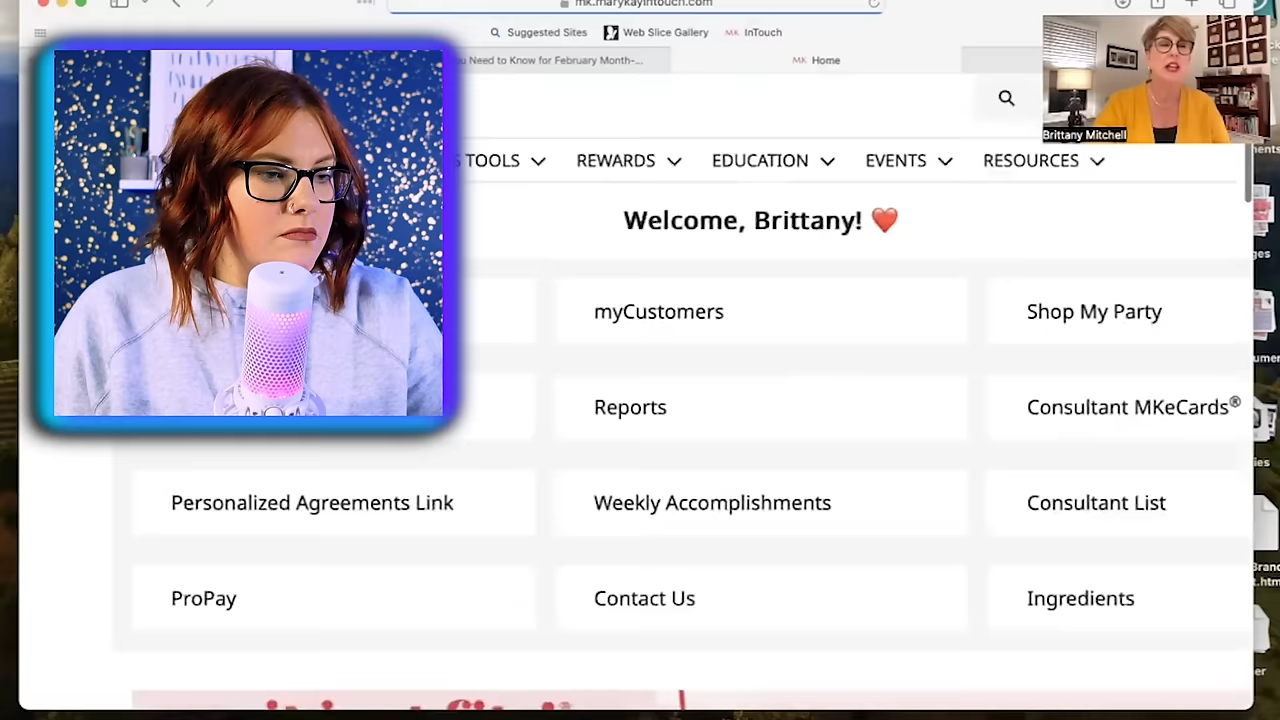 mk.marykayintouch.com
Suggested Sites
Web Slice Gallery
MK InTouch
ou Need to Know for February Month-...
MK Home
Brittany Mitchell
S TOOLS
REWARDS
EDUCATION
EVENTS
RESOURCES
Welcome, Brittany! ❤️
myCustomers
Shop My Party
Reports
Consultant MKeCards®
Personalized Agreements Link
Weekly Accomplishments
Consultant List
ProPay
Contact Us
Ingredients